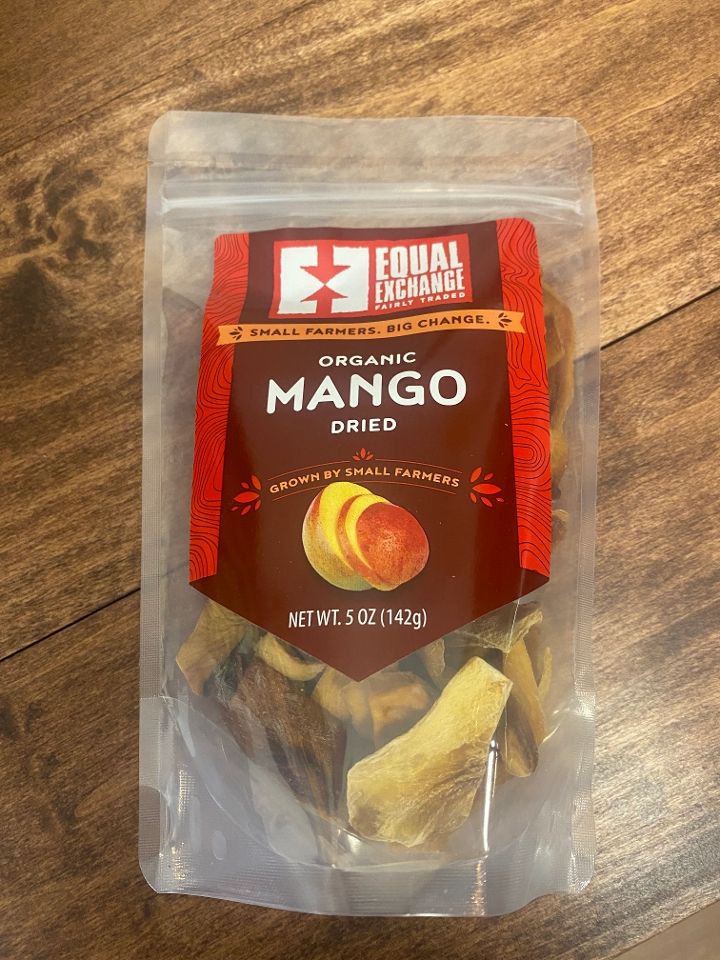 EQUAL
EXCHANGE
FAIRLY TRADED
SMALL FARMERS. BIG CHANGE.
ORGANIC
MANGO
DRIED
GROWN BY SMALL FARMERS
NET WT. 5 OZ (142g)